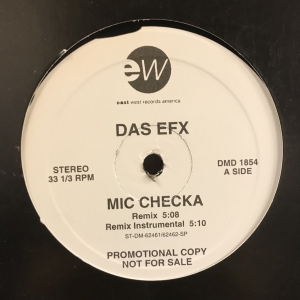 ew
east west records america
DAS EFX
STEREO
33 1/3 RPM
DMD 1854
A SIDE
MIC CHECKA
Remix 5:08
Remix Instrumental 5:10
ST-DM-62461/62462-SP
PROMOTIONAL COPY
NOT FOR SALE